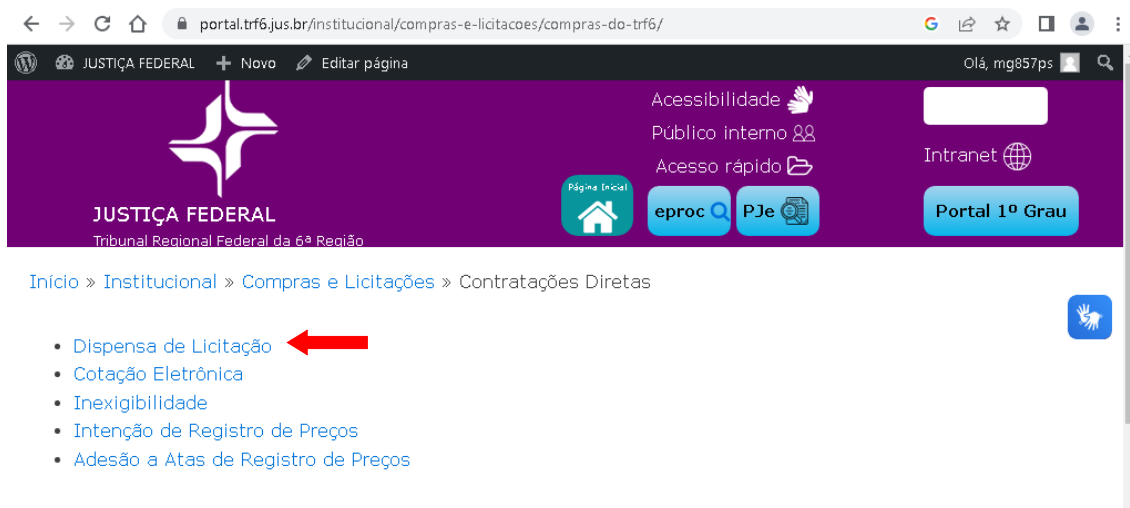 portal.trf6.jus.br/institucional/compras-e-licitacoes/compras-do-trf6/
JUSTIÇA FEDERAL + Novo Editar página Olá, mg857ps
Acessibilidade
Público interno
Intranet
Acesso rápido
Página Inicial
eproc PJe Portal 1º Grau
JUSTIÇA FEDERAL
Tribunal Regional Federal da 6ª Região
Início » Institucional » Compras e Licitações » Contratações Diretas
• Dispensa de Licitação
• Cotação Eletrônica
• Inexigibilidade
• Intenção de Registro de Preços
• Adesão a Atas de Registro de Preços